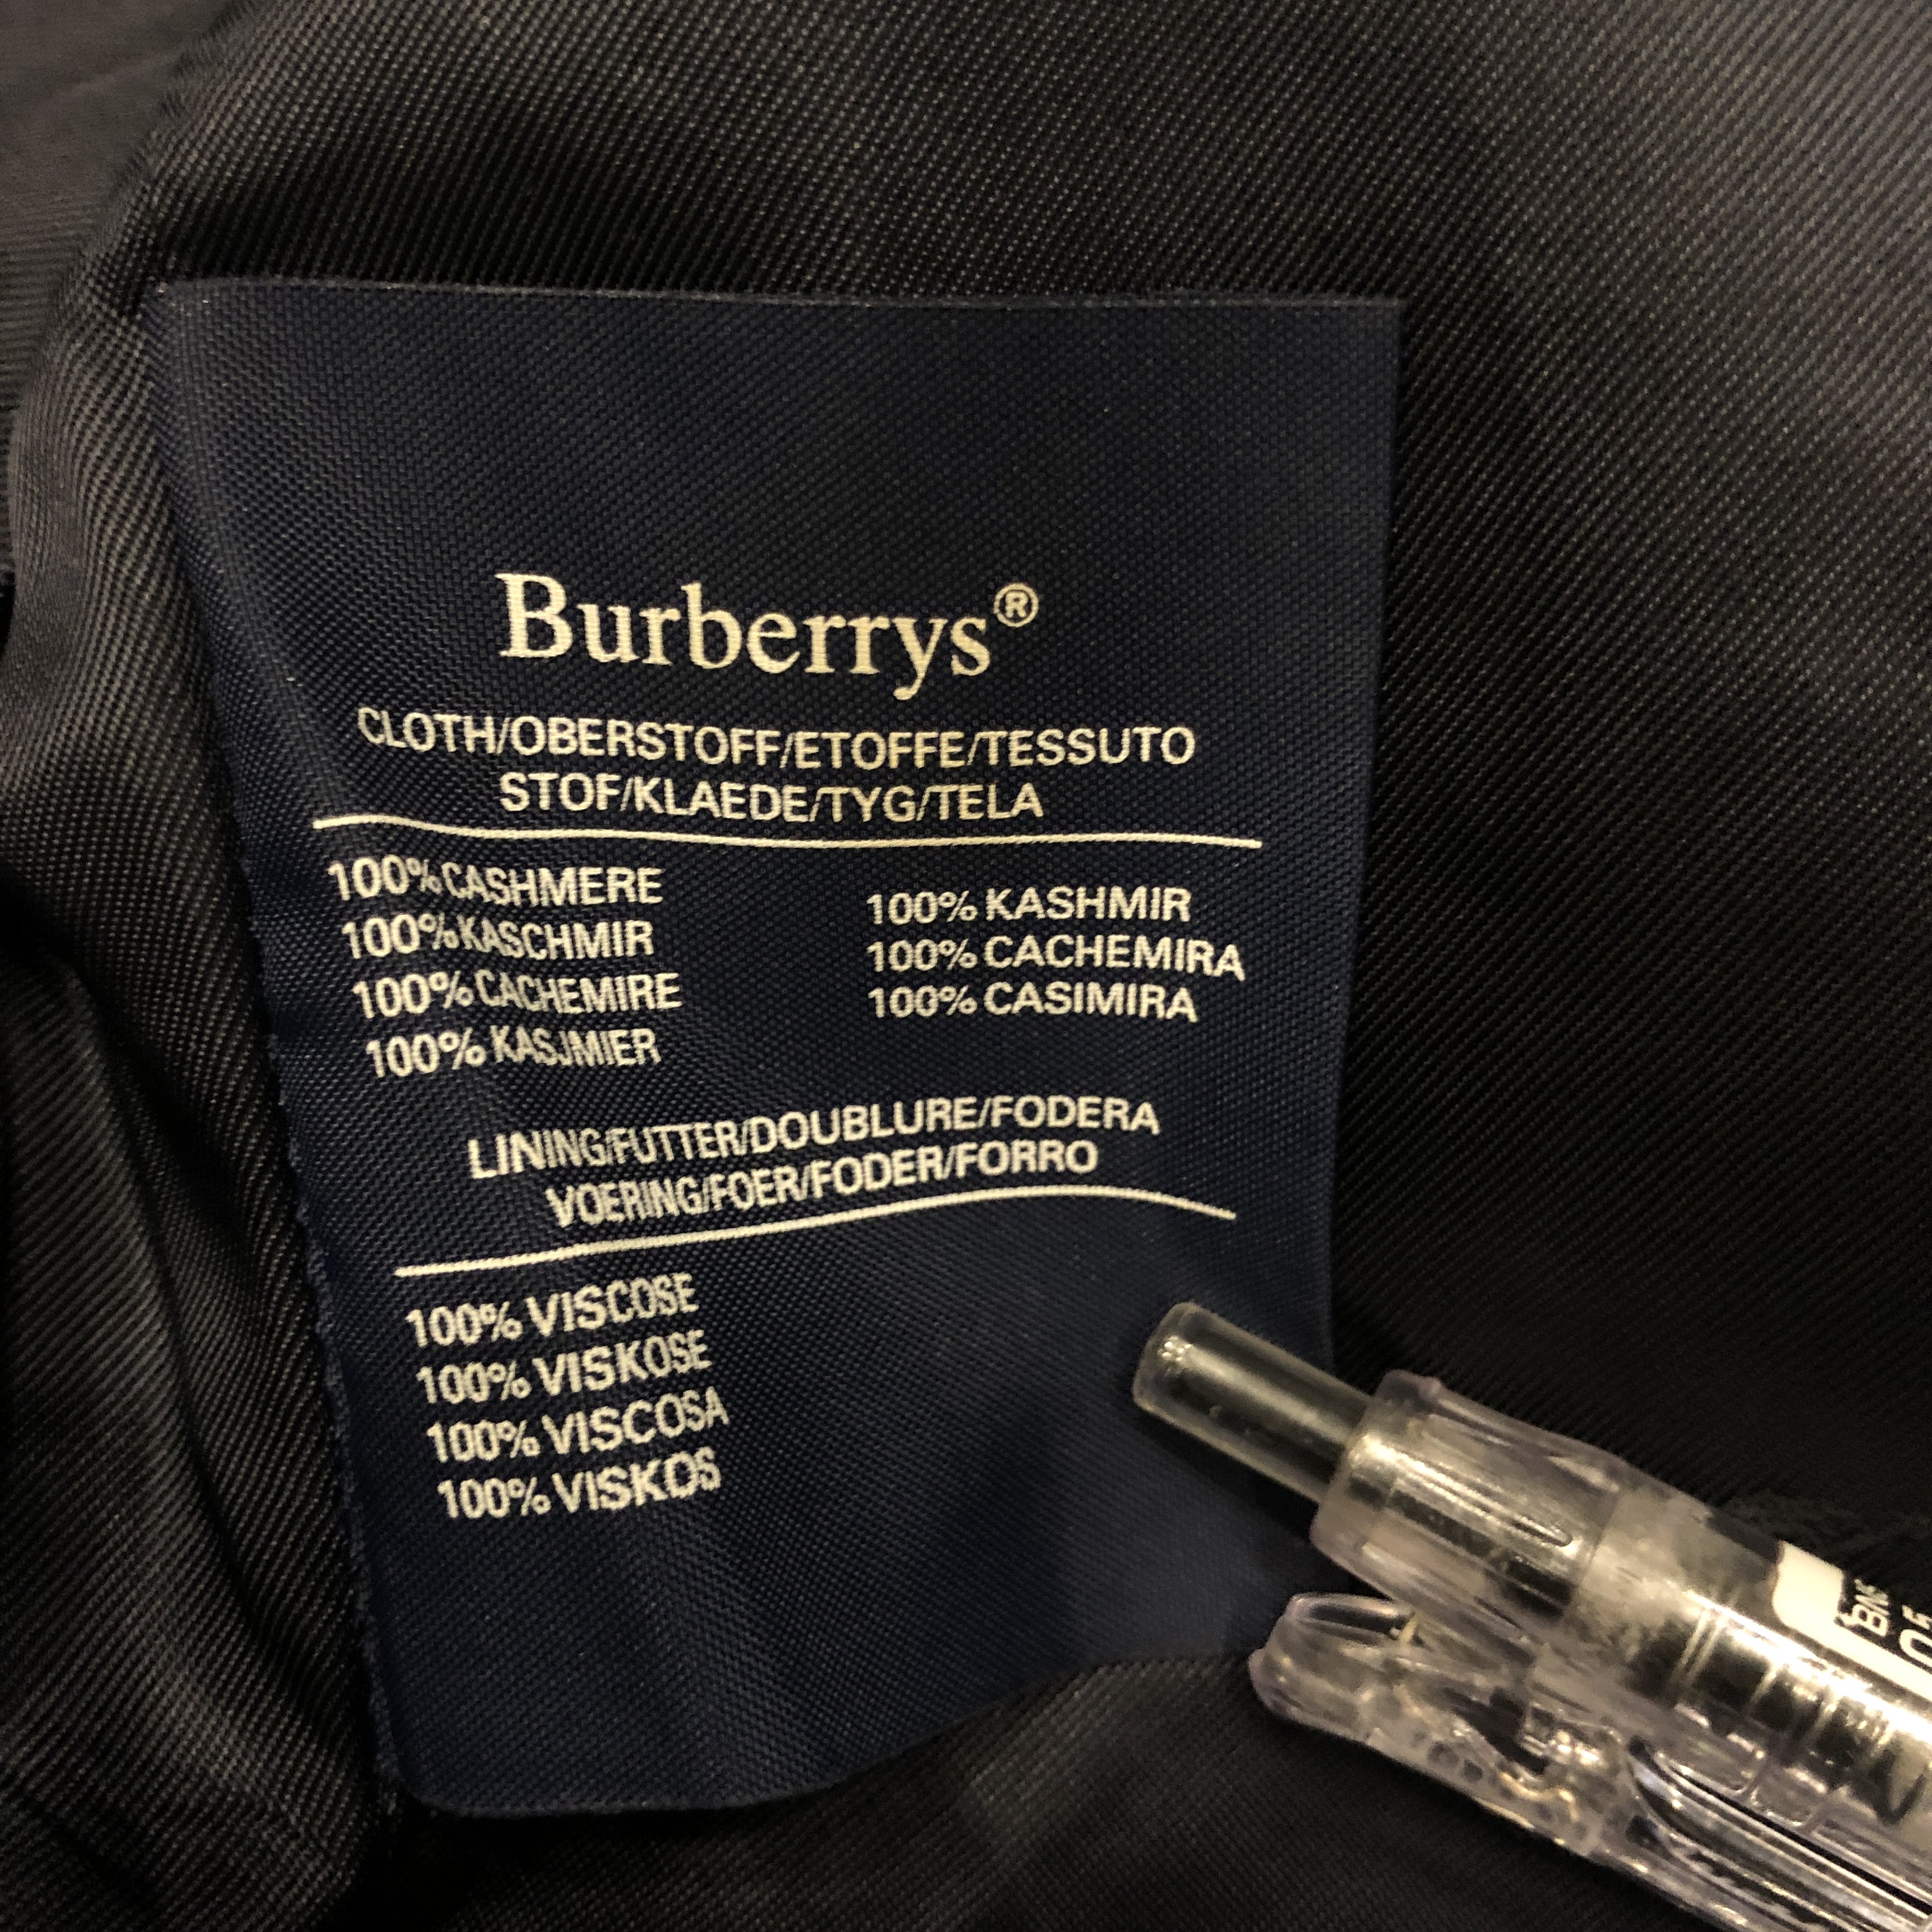 Burberrys®
CLOTH/OBERSTOFF/ETOFFE/TESSUTO
STOF/KLAEDE/TYG/TELA
100% CASHMERE
100% KASCHMIR
100% CACHEMIRE
100% KASJMIER
100% KASHMIR
100% CACHEMIRA
100% CASIMIRA
LINING/FUTTER/DOUBLURE/FODERA
VOERING/FOER/FODER/FORRO
100% VISCOSE
100% VISKOSE
100% VISCOSA
100% VISKOS